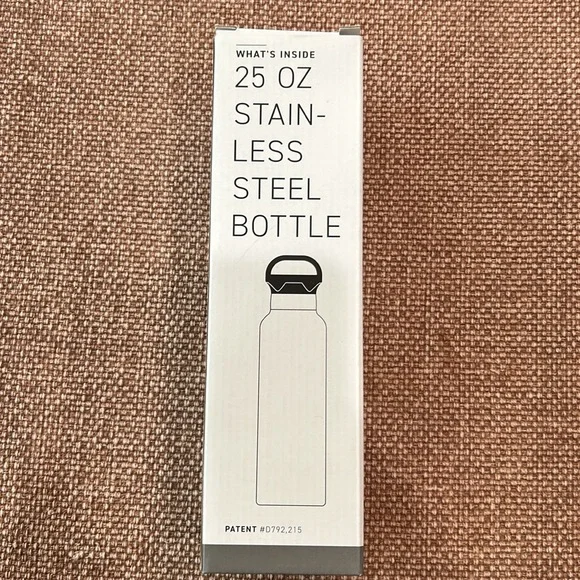 WHAT'S INSIDE
25 OZ
STAIN-
LESS
STEEL
BOTTLE
PATENT #D792,215